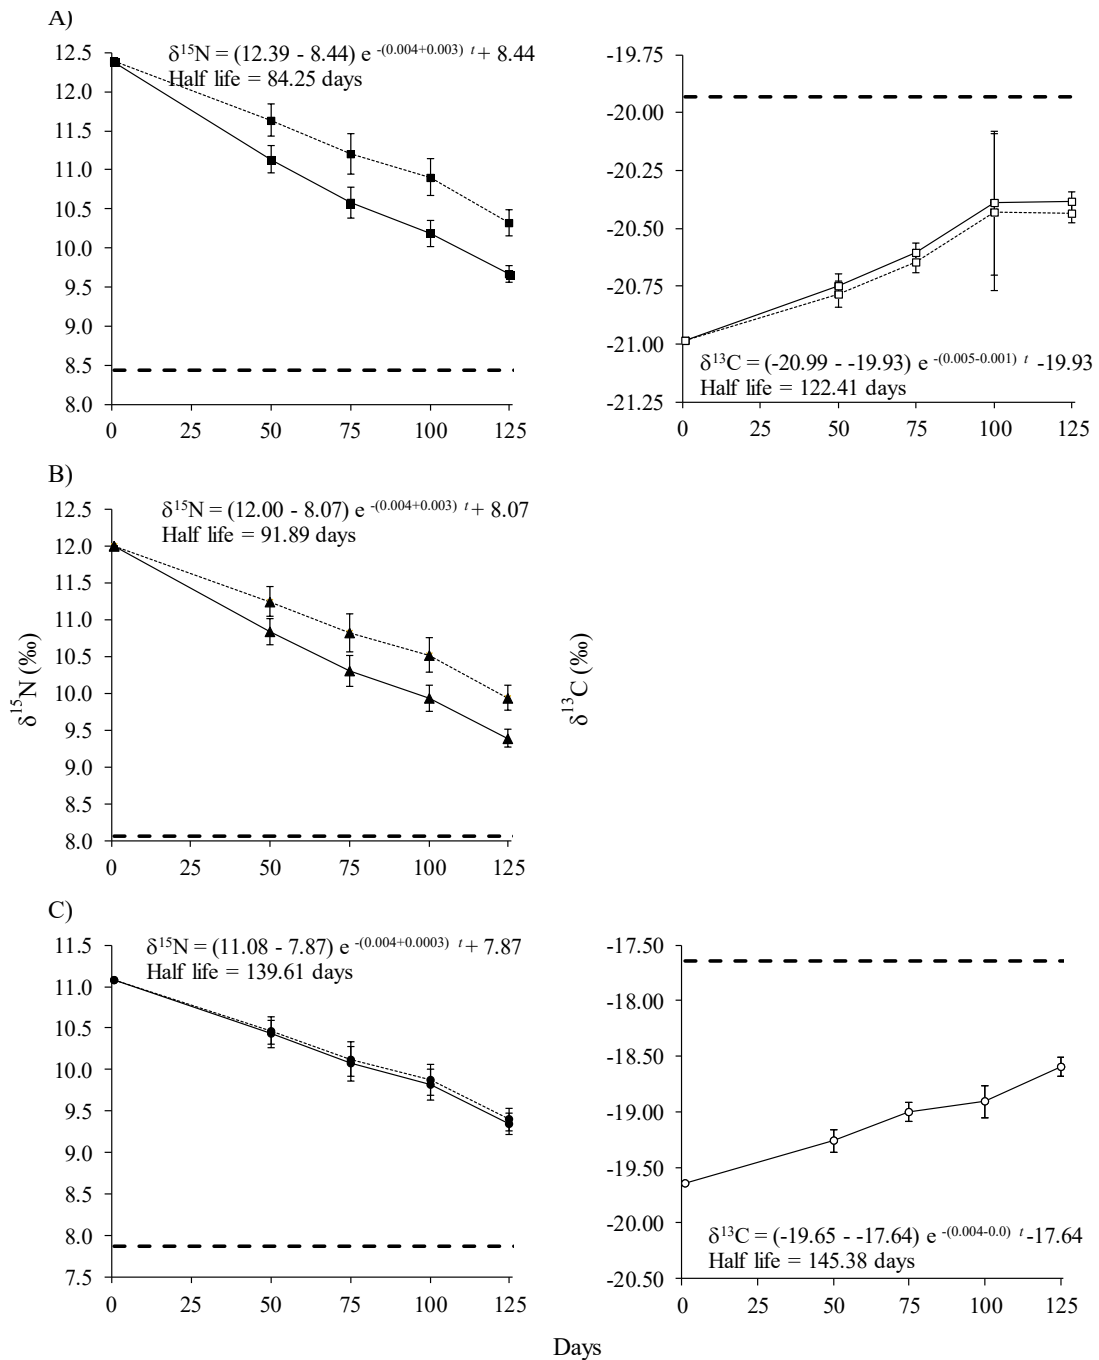 A)
δ¹⁵N = (12.39 - 8.44) e ⁻⁽⁰·⁰⁰⁴⁺⁰·⁰⁰³⁾ ᵗ + 8.44
Half life = 84.25 days
12.5
12.0
11.5
11.0
10.5
10.0
9.5
9.0
8.5
8.0
0 25 50 75 100 125
-19.75
-20.00
-20.25
-20.50
-20.75
-21.00
-21.25
δ¹³C = (-20.99 - -19.93) e ⁻⁽⁰·⁰⁰⁵⁻⁰·⁰⁰¹⁾ ᵗ -19.93
Half life = 122.41 days
0 25 50 75 100 125
B)
δ¹⁵N = (12.00 - 8.07) e ⁻⁽⁰·⁰⁰⁴⁺⁰·⁰⁰³⁾ ᵗ + 8.07
Half life = 91.89 days
12.5
12.0
11.5
11.0
10.5
10.0
9.5
9.0
8.5
8.0
0 25 50 75 100 125
δ¹⁵N (‰)
δ¹³C (‰)
C)
δ¹⁵N = (11.08 - 7.87) e ⁻⁽⁰·⁰⁰⁴⁺⁰·⁰⁰⁰³⁾ ᵗ + 7.87
Half life = 139.61 days
11.5
11.0
10.5
10.0
9.5
9.0
8.5
8.0
7.5
0 25 50 75 100 125
-17.50
-18.00
-18.50
-19.00
-19.50
-20.00
-20.50
δ¹³C = (-19.65 - -17.64) e ⁻⁽⁰·⁰⁰⁴⁻⁰·⁰⁾ ᵗ -17.64
Half life = 145.38 days
0 25 50 75 100 125
Days